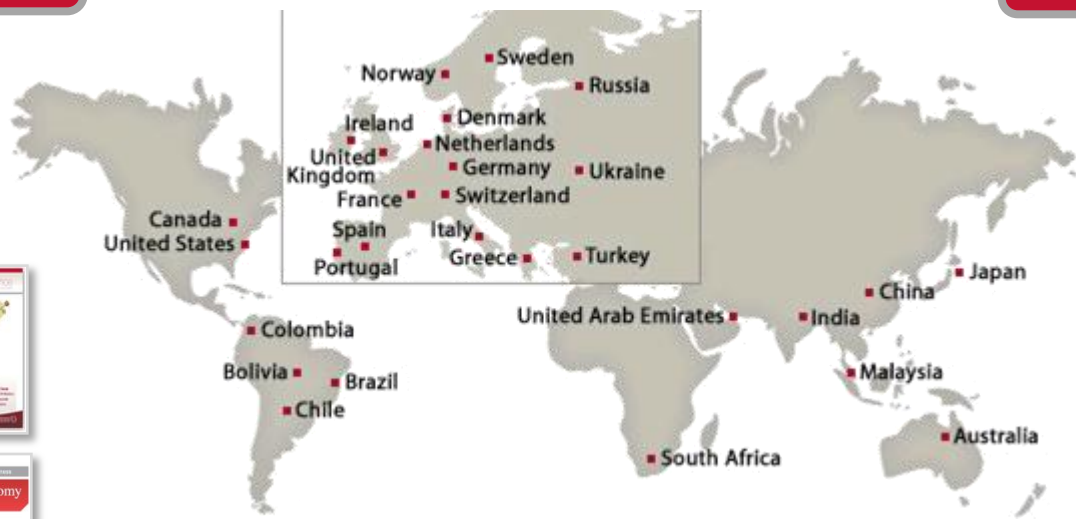 Sweden
Norway
Russia
Ireland
Denmark
Netherlands
United
Kingdom
Germany
Ukraine
France
Switzerland
Canada
United States
Spain
Italy
Portugal
Greece
Turkey
Japan
China
United Arab Emirates
India
Colombia
Bolivia
Brazil
Malaysia
Chile
Australia
South Africa
omy